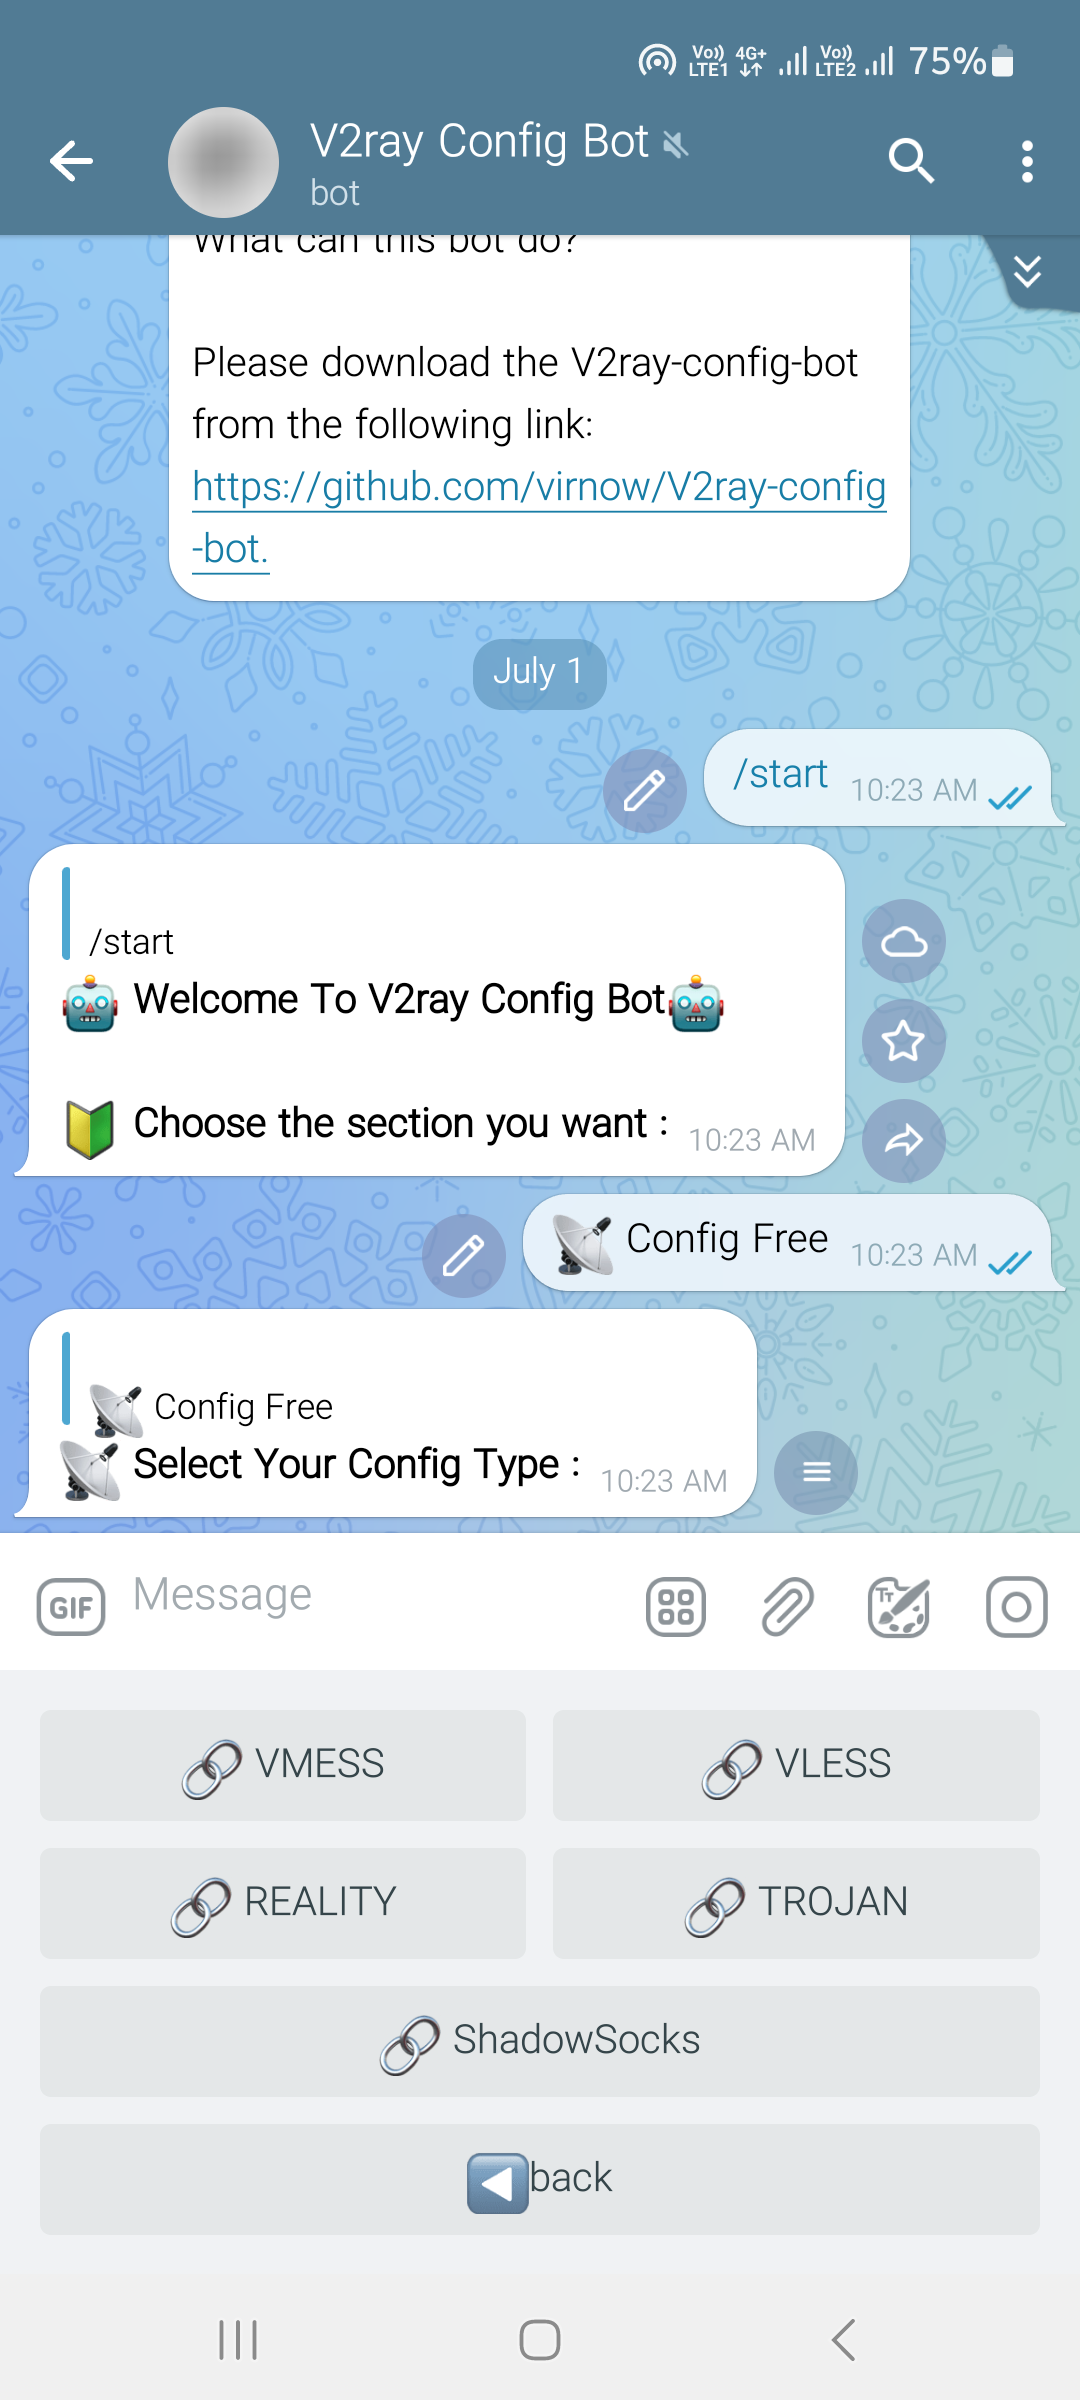 Vo)) LTE1 4G+ Vo)) LTE2 75%
V2ray Config Bot
bot
What can this bot do?
Please download the V2ray-config-bot
from the following link:
https://github.com/virnow/V2ray-config
-bot.
July 1
/start 10:23 AM
/start
Welcome To V2ray Config Bot
Choose the section you want : 10:23 AM
Config Free 10:23 AM
Config Free
Select Your Config Type : 10:23 AM
GIF Message
VMESS VLESS
REALITY TROJAN
ShadowSocks
back